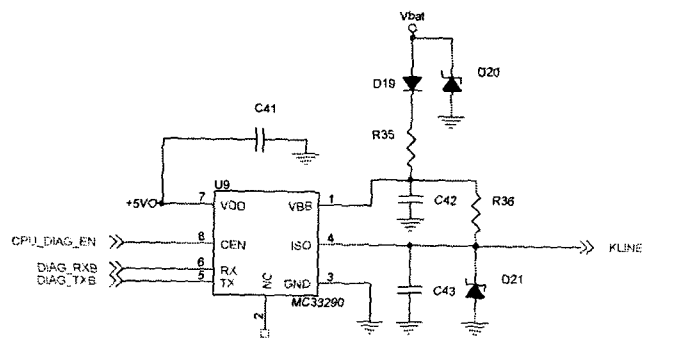 Vbat
D19
D20
C41
R35
U9
+5V
7
VDD
VBB
1
C42
R36
CPU_DIAG_EN
8
CEN
ISO
4
KLINE
DIAG_RXB
6
RX
DIAG_TXB
5
TX
NC
GND
3
C43
D21
MC33290
2